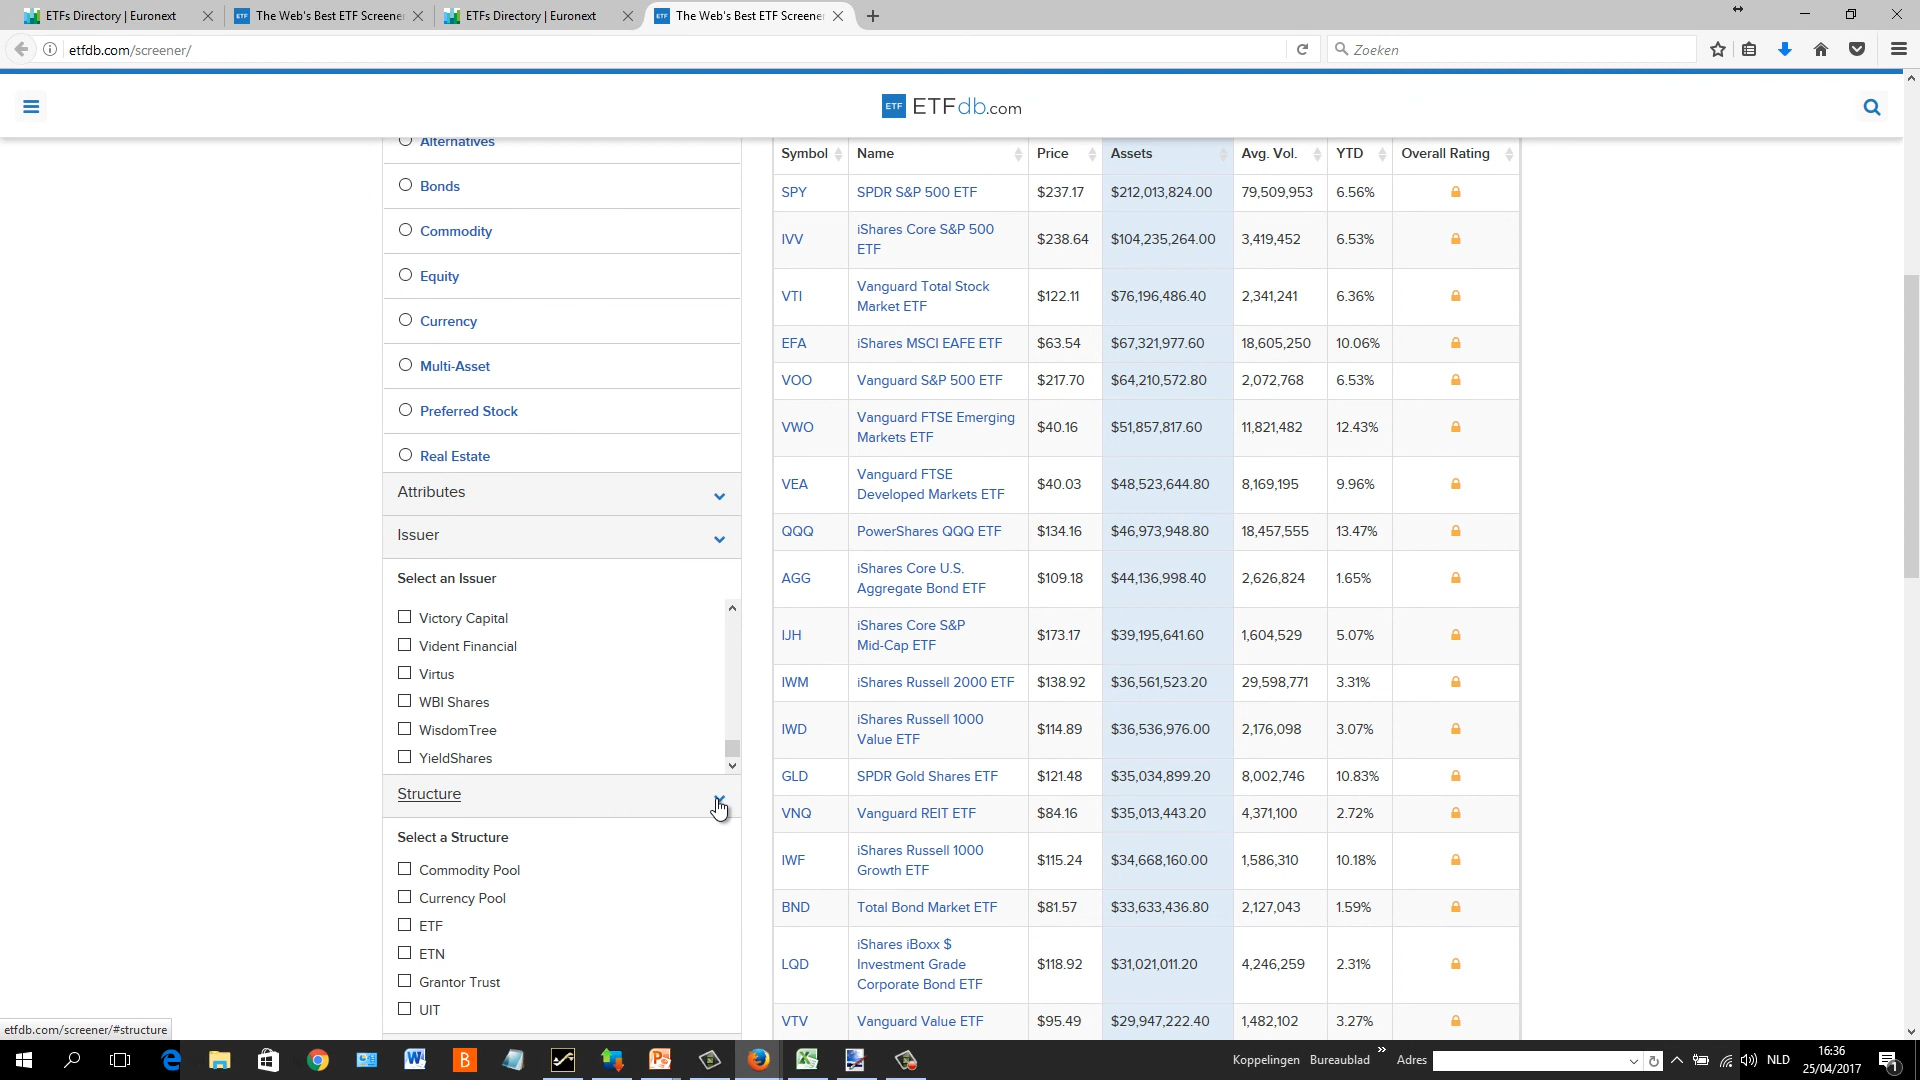 ETFs Directory | Euronext
The Web's Best ETF Screener
ETFs Directory | Euronext
The Web's Best ETF Screener
etfdb.com/screener/
Zoeken
ETF ETFdb.com
Alternatives
Bonds
Commodity
Equity
Currency
Multi-Asset
Preferred Stock
Real Estate
Attributes
Issuer
Select an Issuer
Victory Capital
Vident Financial
Virtus
WBI Shares
WisdomTree
YieldShares
Structure
Select a Structure
Commodity Pool
Currency Pool
ETF
ETN
Grantor Trust
UIT
Symbol Name Price Assets Avg. Vol. YTD Overall Rating
SPY SPDR S&P 500 ETF $237.17 $212,013,824.00 79,509,953 6.56%
IVV iShares Core S&P 500 ETF $238.64 $104,235,264.00 3,419,452 6.53%
VTI Vanguard Total Stock Market ETF $122.11 $76,196,486.40 2,341,241 6.36%
EFA iShares MSCI EAFE ETF $63.54 $67,321,977.60 18,605,250 10.06%
VOO Vanguard S&P 500 ETF $217.70 $64,210,572.80 2,072,768 6.53%
VWO Vanguard FTSE Emerging Markets ETF $40.16 $51,857,817.60 11,821,482 12.43%
VEA Vanguard FTSE Developed Markets ETF $40.03 $48,523,644.80 8,169,195 9.96%
QQQ PowerShares QQQ ETF $134.16 $46,973,948.80 18,457,555 13.47%
AGG iShares Core U.S. Aggregate Bond ETF $109.18 $44,136,998.40 2,626,824 1.65%
IJH iShares Core S&P Mid-Cap ETF $173.17 $39,195,641.60 1,604,529 5.07%
IWM iShares Russell 2000 ETF $138.92 $36,561,523.20 29,598,771 3.31%
IWD iShares Russell 1000 Value ETF $114.89 $36,536,976.00 2,176,098 3.07%
GLD SPDR Gold Shares ETF $121.48 $35,034,899.20 8,002,746 10.83%
VNQ Vanguard REIT ETF $84.16 $35,013,443.20 4,371,100 2.72%
IWF iShares Russell 1000 Growth ETF $115.24 $34,668,160.00 1,586,310 10.18%
BND Total Bond Market ETF $81.57 $33,633,436.80 2,127,043 1.59%
LQD iShares iBoxx $ Investment Grade Corporate Bond ETF $118.92 $31,021,011.20 4,246,259 2.31%
VTV Vanguard Value ETF $95.49 $29,947,222.40 1,482,102 3.27%
etfdb.com/screener/#structure
Koppelingen Bureaublad » Adres NLD 16:36
25/04/2017 1